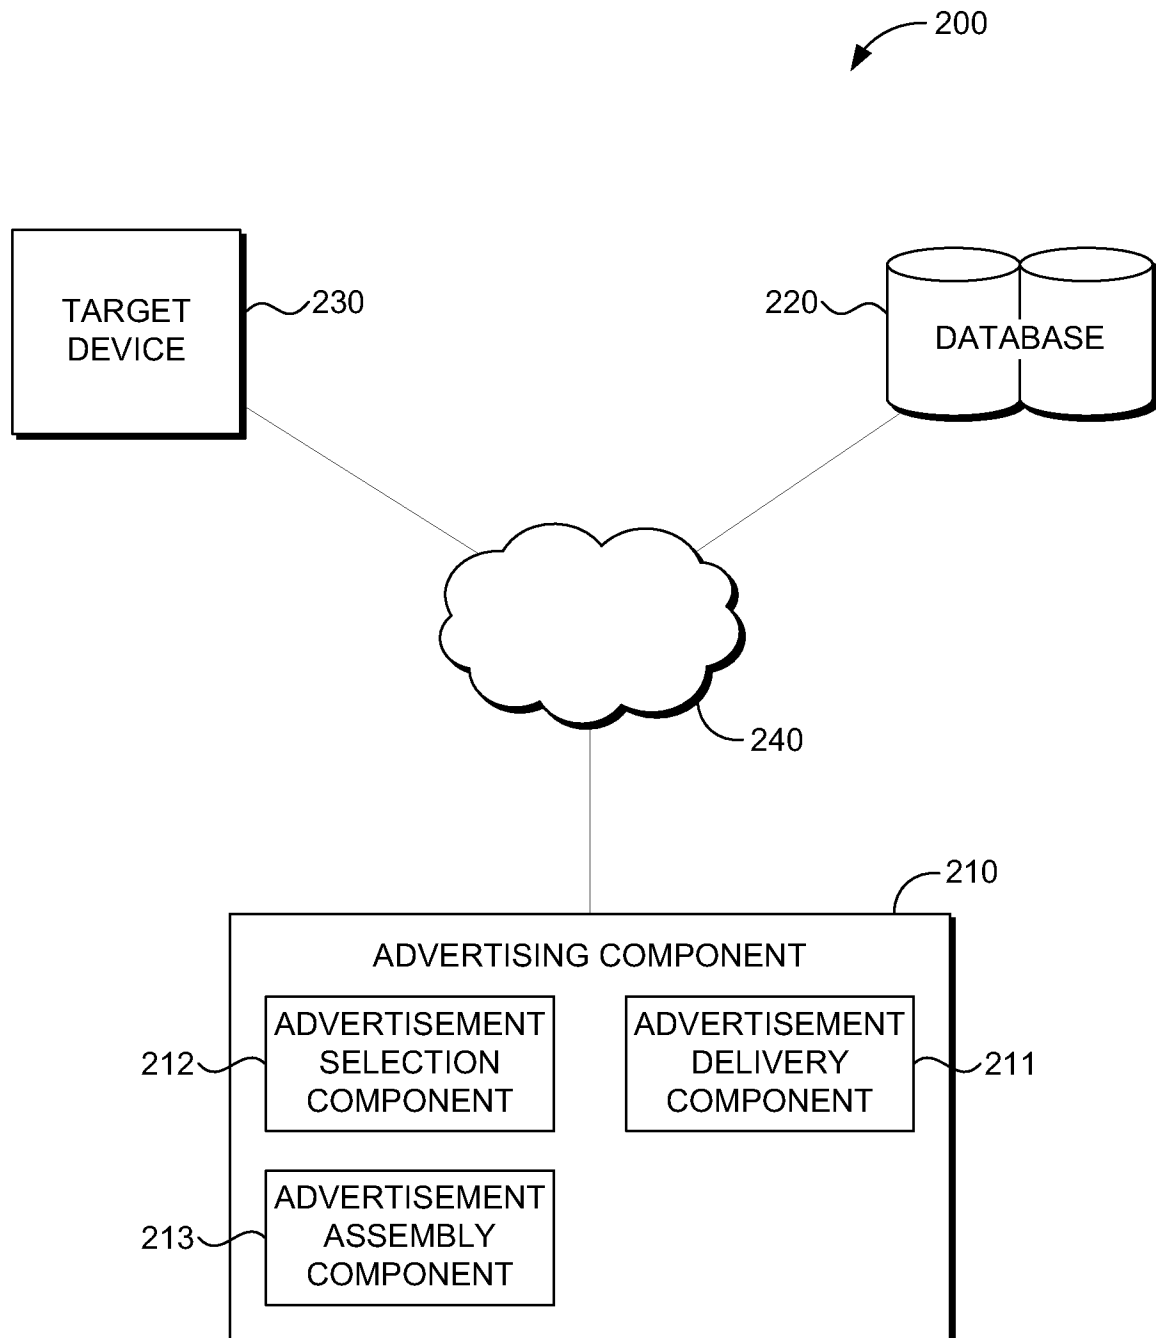 200
TARGET
DEVICE
230
220
DATABASE
240
210
ADVERTISING COMPONENT
ADVERTISEMENT
SELECTION
COMPONENT
212
ADVERTISEMENT
DELIVERY
COMPONENT
211
ADVERTISEMENT
ASSEMBLY
COMPONENT
213